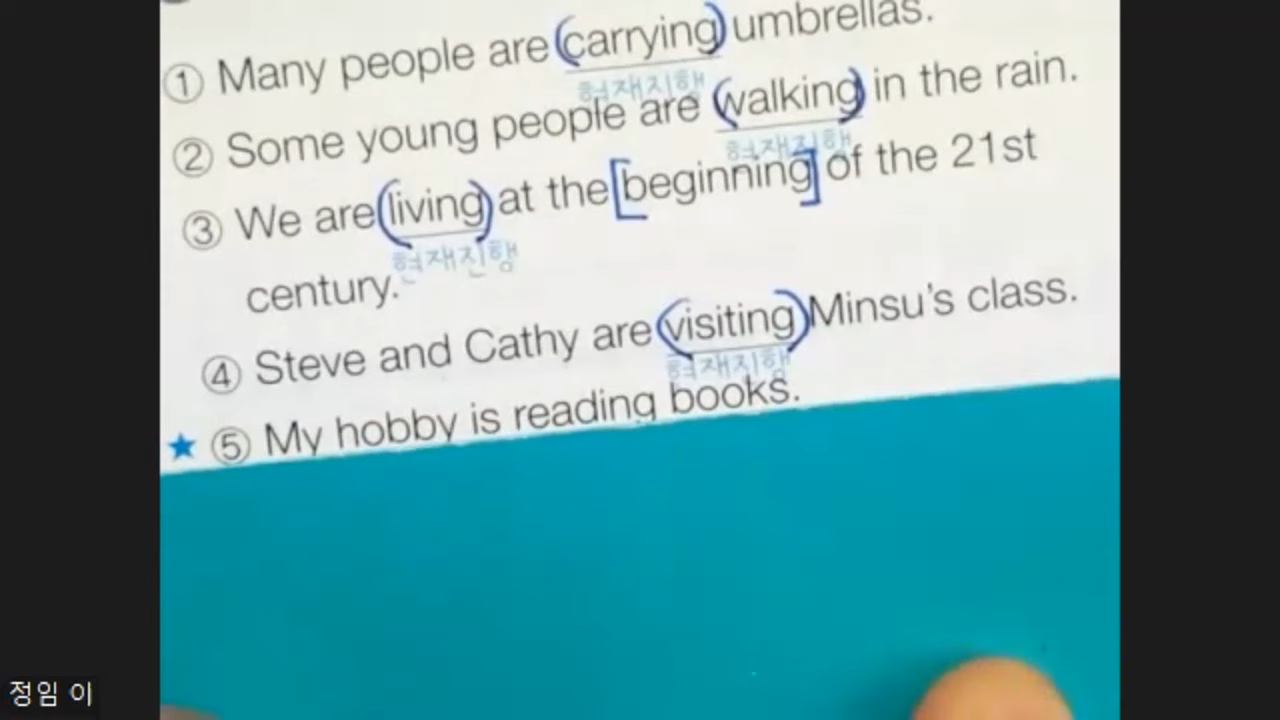 ① Many people are (carrying) umbrellas.
현재진행
② Some young people are (walking) in the rain.
현재진행
③ We are (living) at the [beginning] of the 21st
현재진행
century.
④ Steve and Cathy are (visiting) Minsu's class.
현재진행
★ ⑤ My hobby is reading books.
정임 이